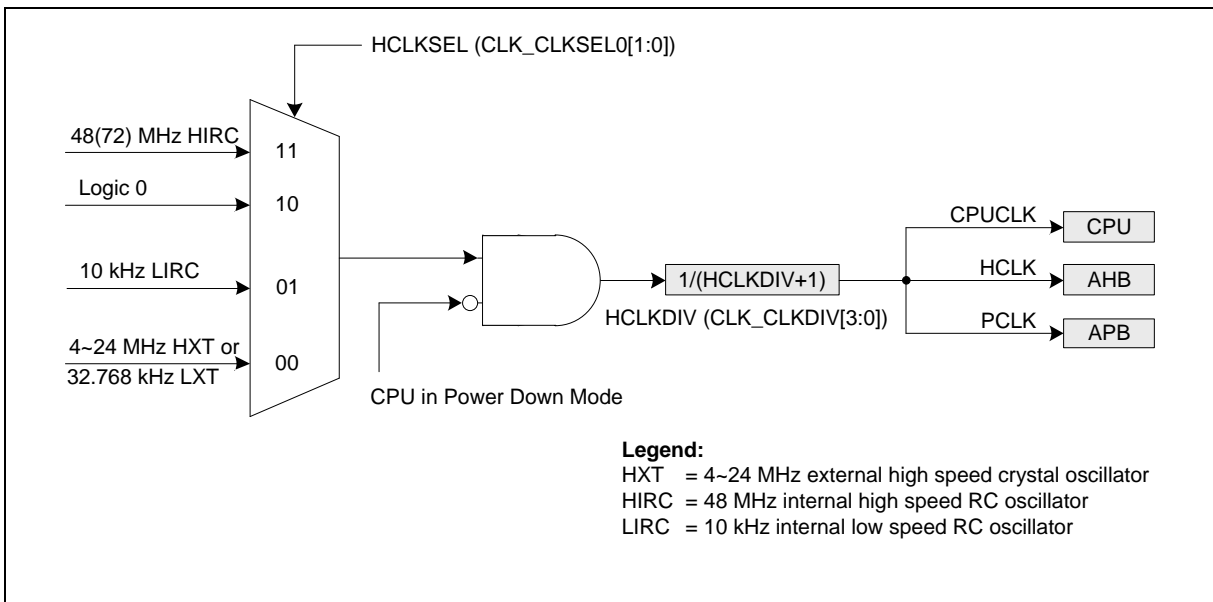 HCLKSEL (CLK_CLKSEL0[1:0])
48(72) MHz HIRC
11
Logic 0
10
10 kHz LIRC
01
4~24 MHz HXT or
32.768 kHz LXT
00
CPU in Power Down Mode
1/(HCLKDIV+1)
HCLKDIV (CLK_CLKDIV[3:0])
CPUCLK
CPU
HCLK
AHB
PCLK
APB
Legend:
HXT = 4~24 MHz external high speed crystal oscillator
HIRC = 48 MHz internal high speed RC oscillator
LIRC = 10 kHz internal low speed RC oscillator